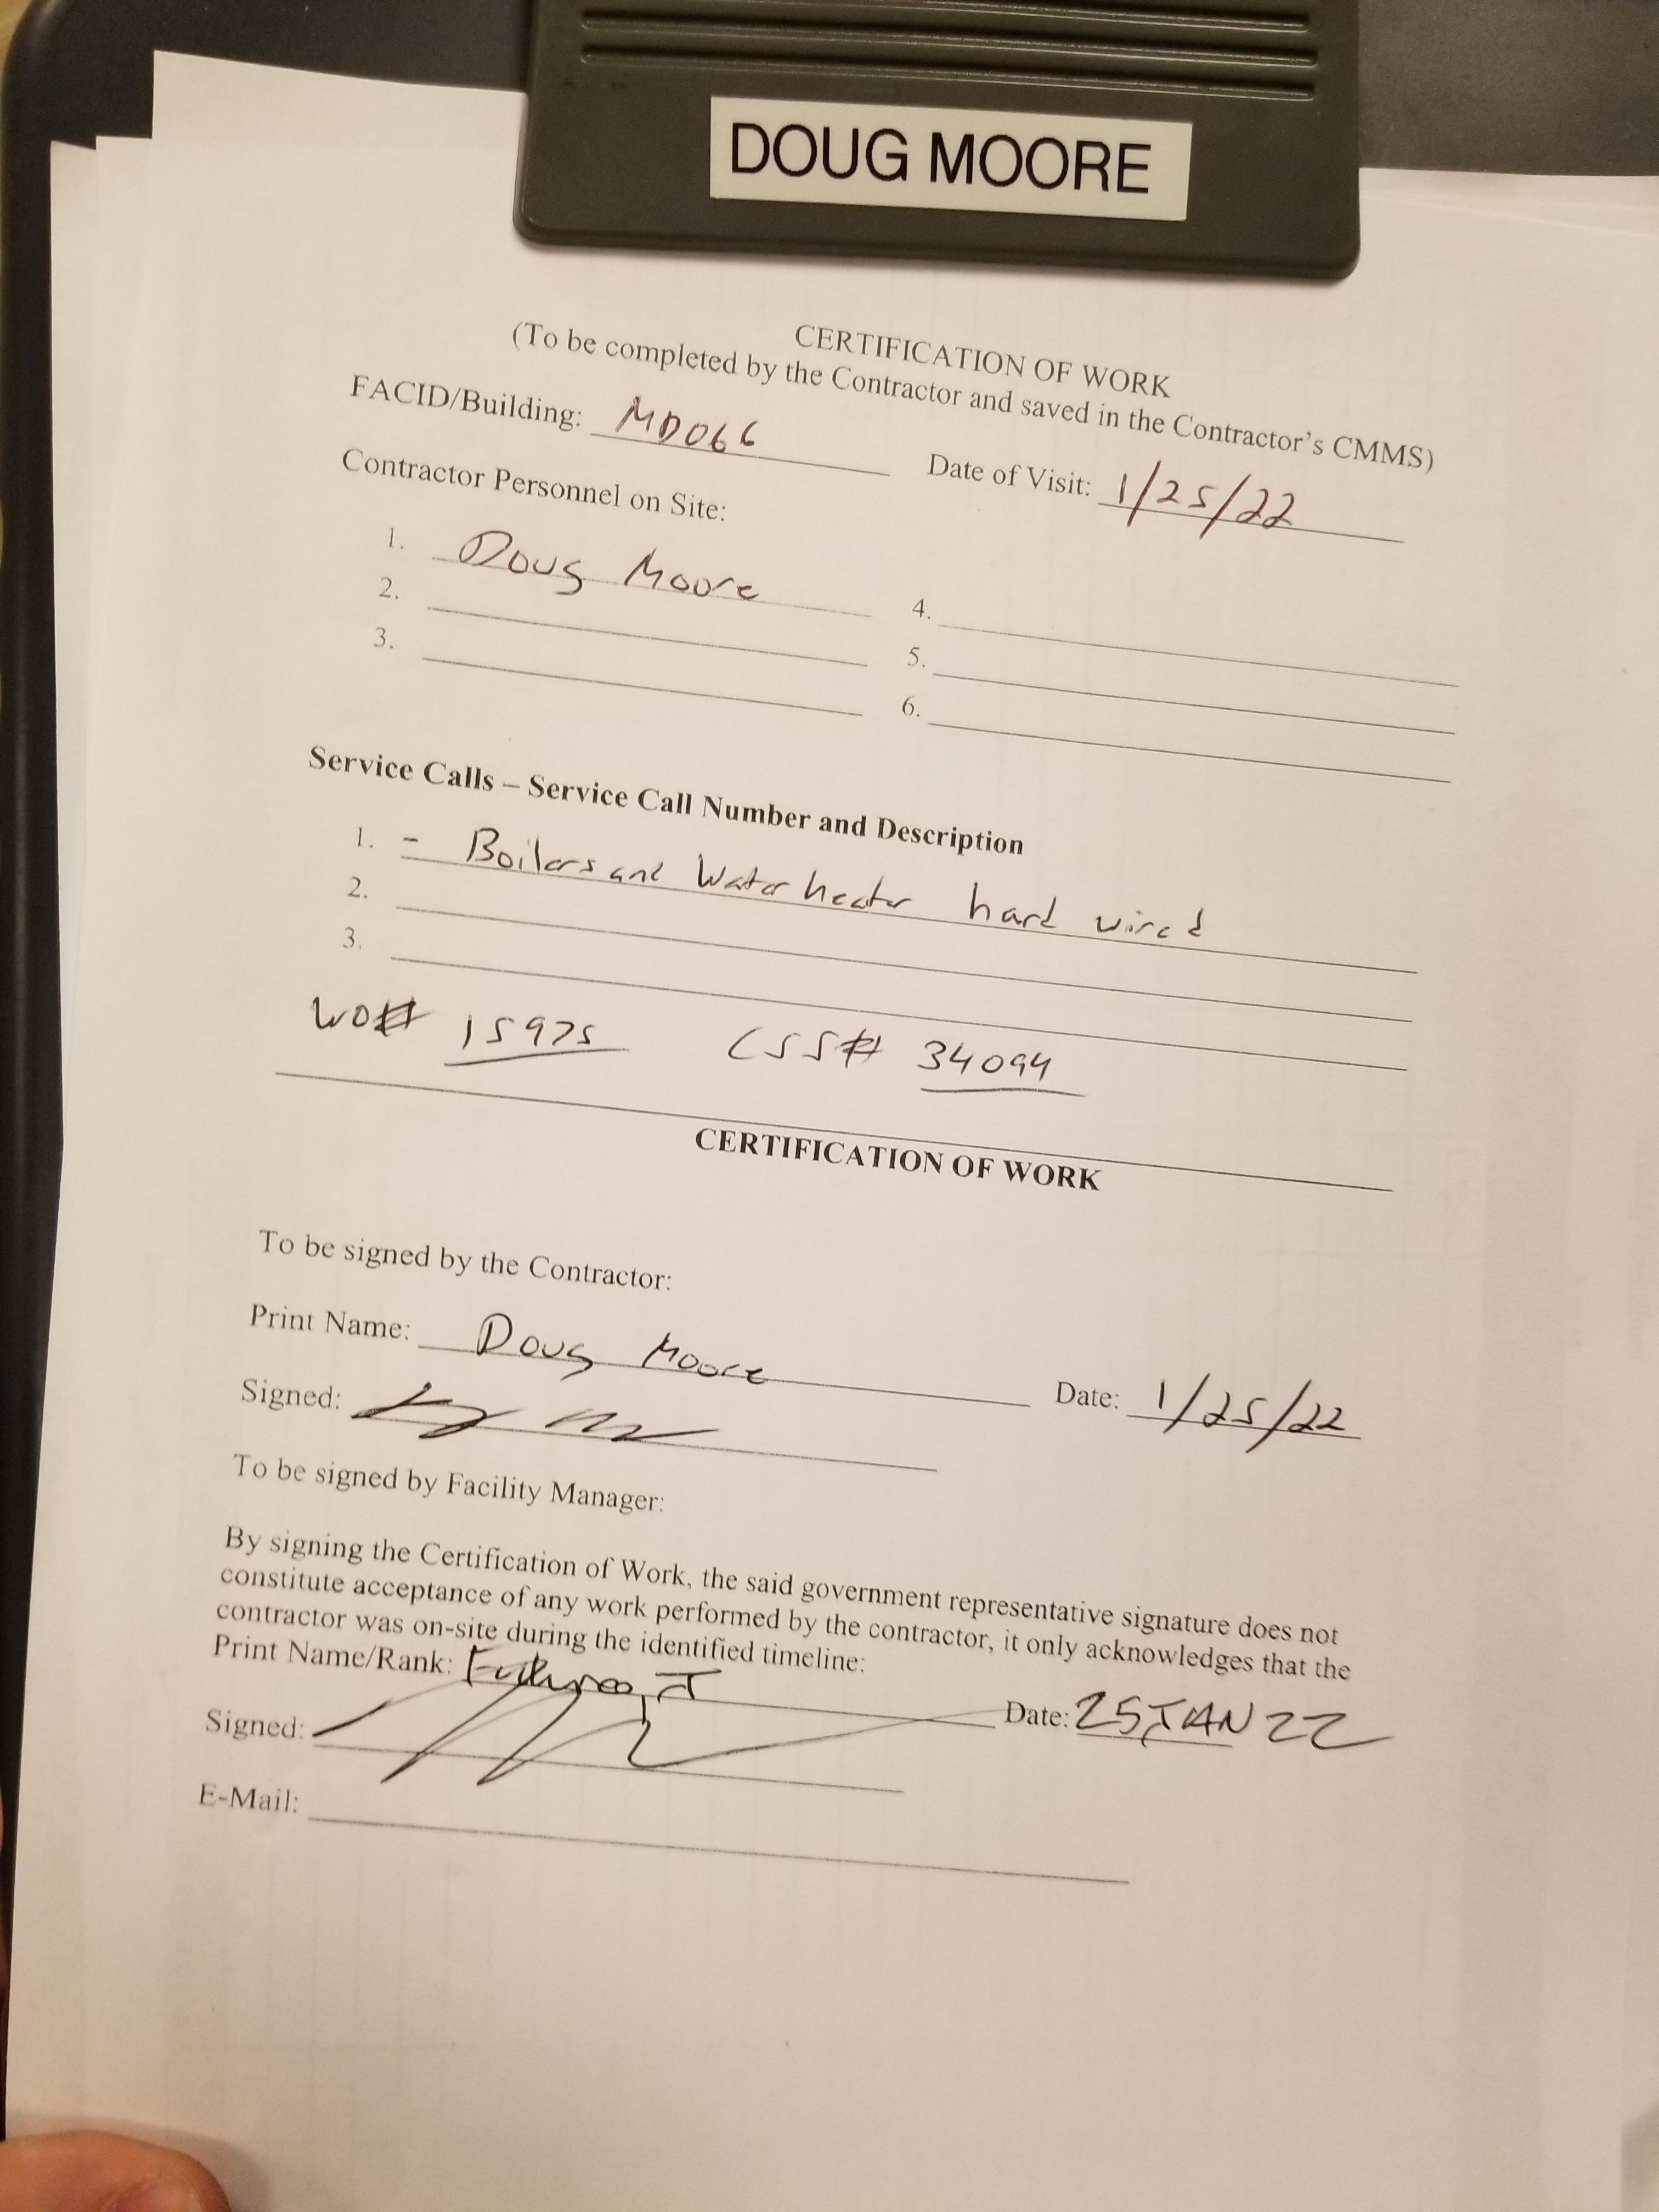 DOUG MOORE
CERTIFICATION OF WORK
(To be completed by the Contractor and saved in the Contractor's CMMS)
FACID/Building: MD066
Date of Visit: 1/25/22
Contractor Personnel on Site:
1. Doug Moore
2.
3.
4.
5.
6.
Service Calls – Service Call Number and Description
1. - Boilers and Water heater hard wired
2.
3.
WO# 15975 CSS# 34094
CERTIFICATION OF WORK
To be signed by the Contractor:
Print Name: Doug Moore
Signed:
Date: 1/25/22
To be signed by Facility Manager:
By signing the Certification of Work, the said government representative signature does not
constitute acceptance of any work performed by the contractor, it only acknowledges that the
contractor was on-site during the identified timeline:
Print Name/Rank:
Signed:
Date: 25JAN22
E-Mail: